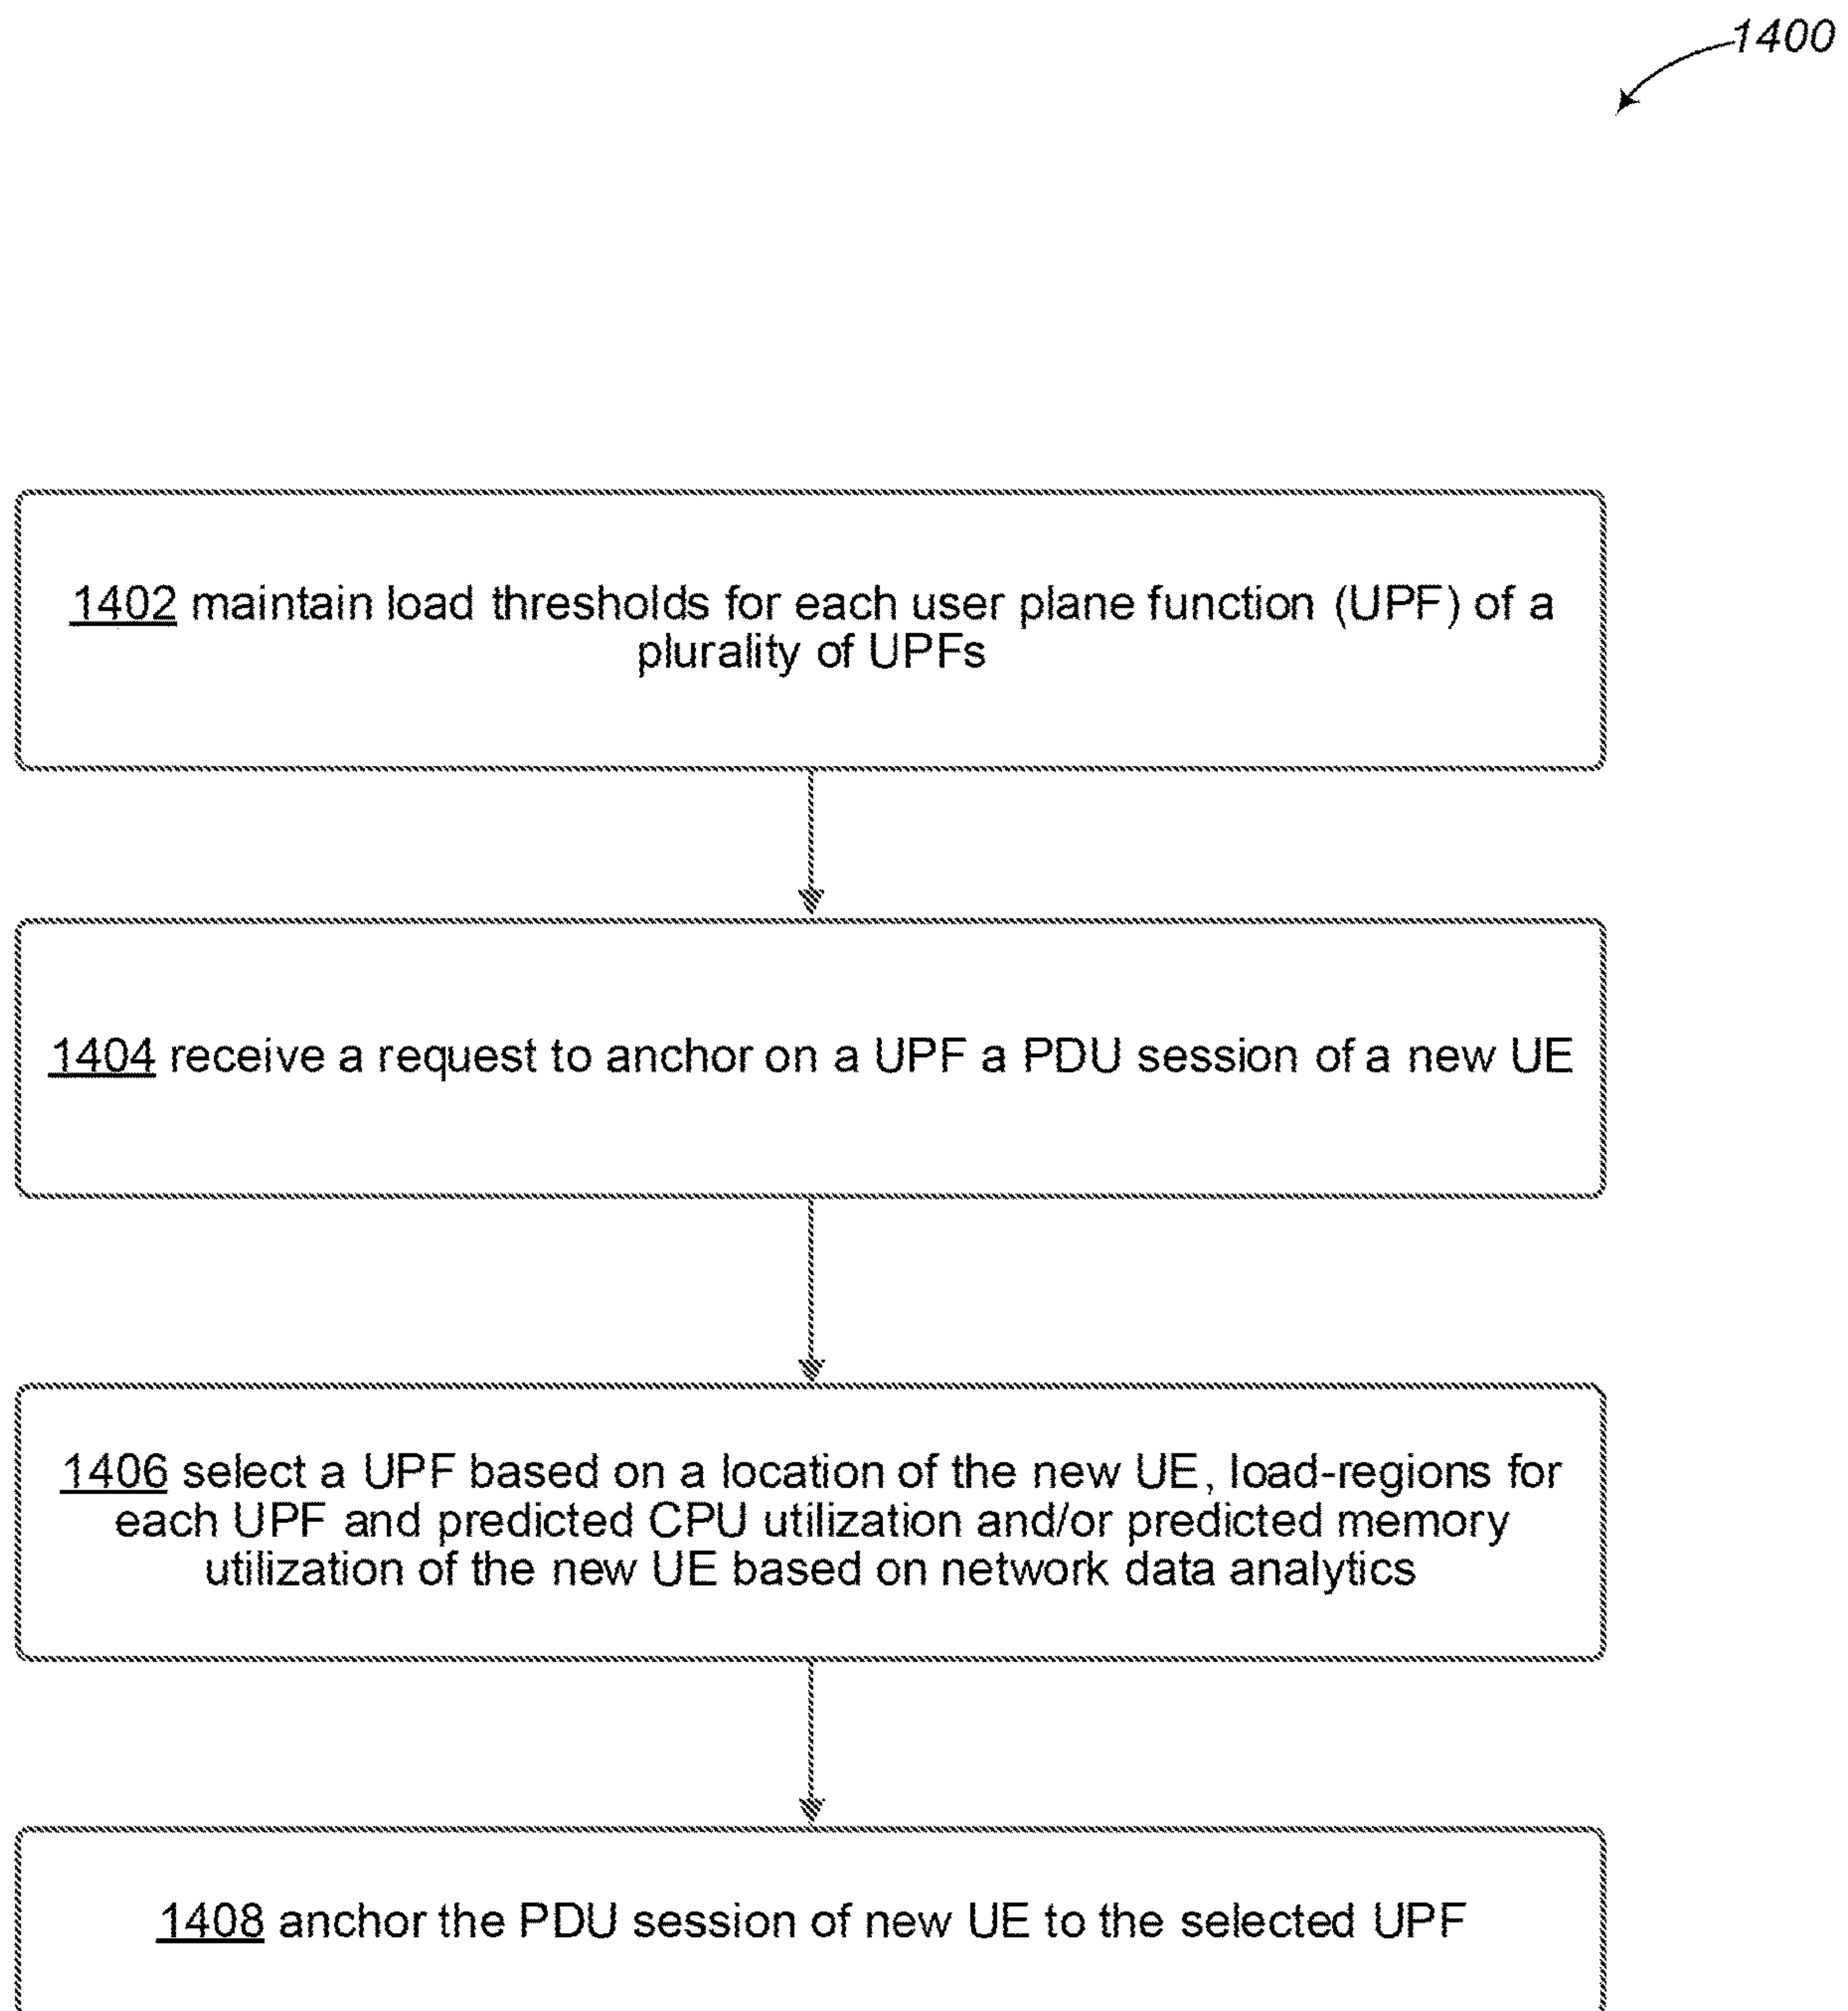 1400
1402 maintain load thresholds for each user plane function (UPF) of a
plurality of UPFs
1404 receive a request to anchor on a UPF a PDU session of a new UE
1406 select a UPF based on a location of the new UE, load-regions for
each UPF and predicted CPU utilization and/or predicted memory
utilization of the new UE based on network data analytics
1408 anchor the PDU session of new UE to the selected UPF